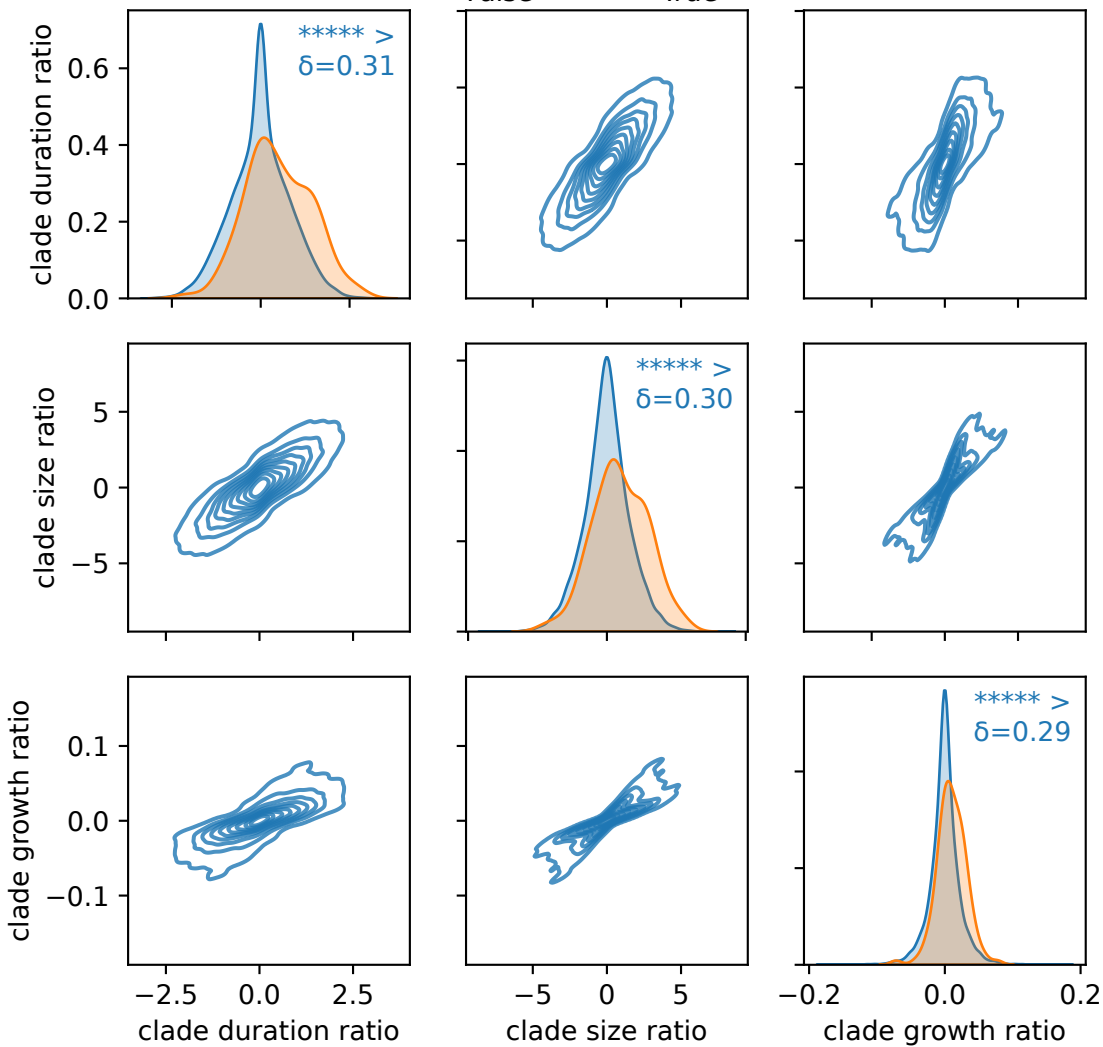 clade duration ratio
0.6
0.4
0.2
0.0
***** >
δ=0.31
clade size ratio
5
0
−5
***** >
δ=0.30
clade growth ratio
0.1
0.0
−0.1
***** >
δ=0.29
−2.5 0.0 2.5
−5 0 5
−0.2 0.0 0.2
clade duration ratio
clade size ratio
clade growth ratio